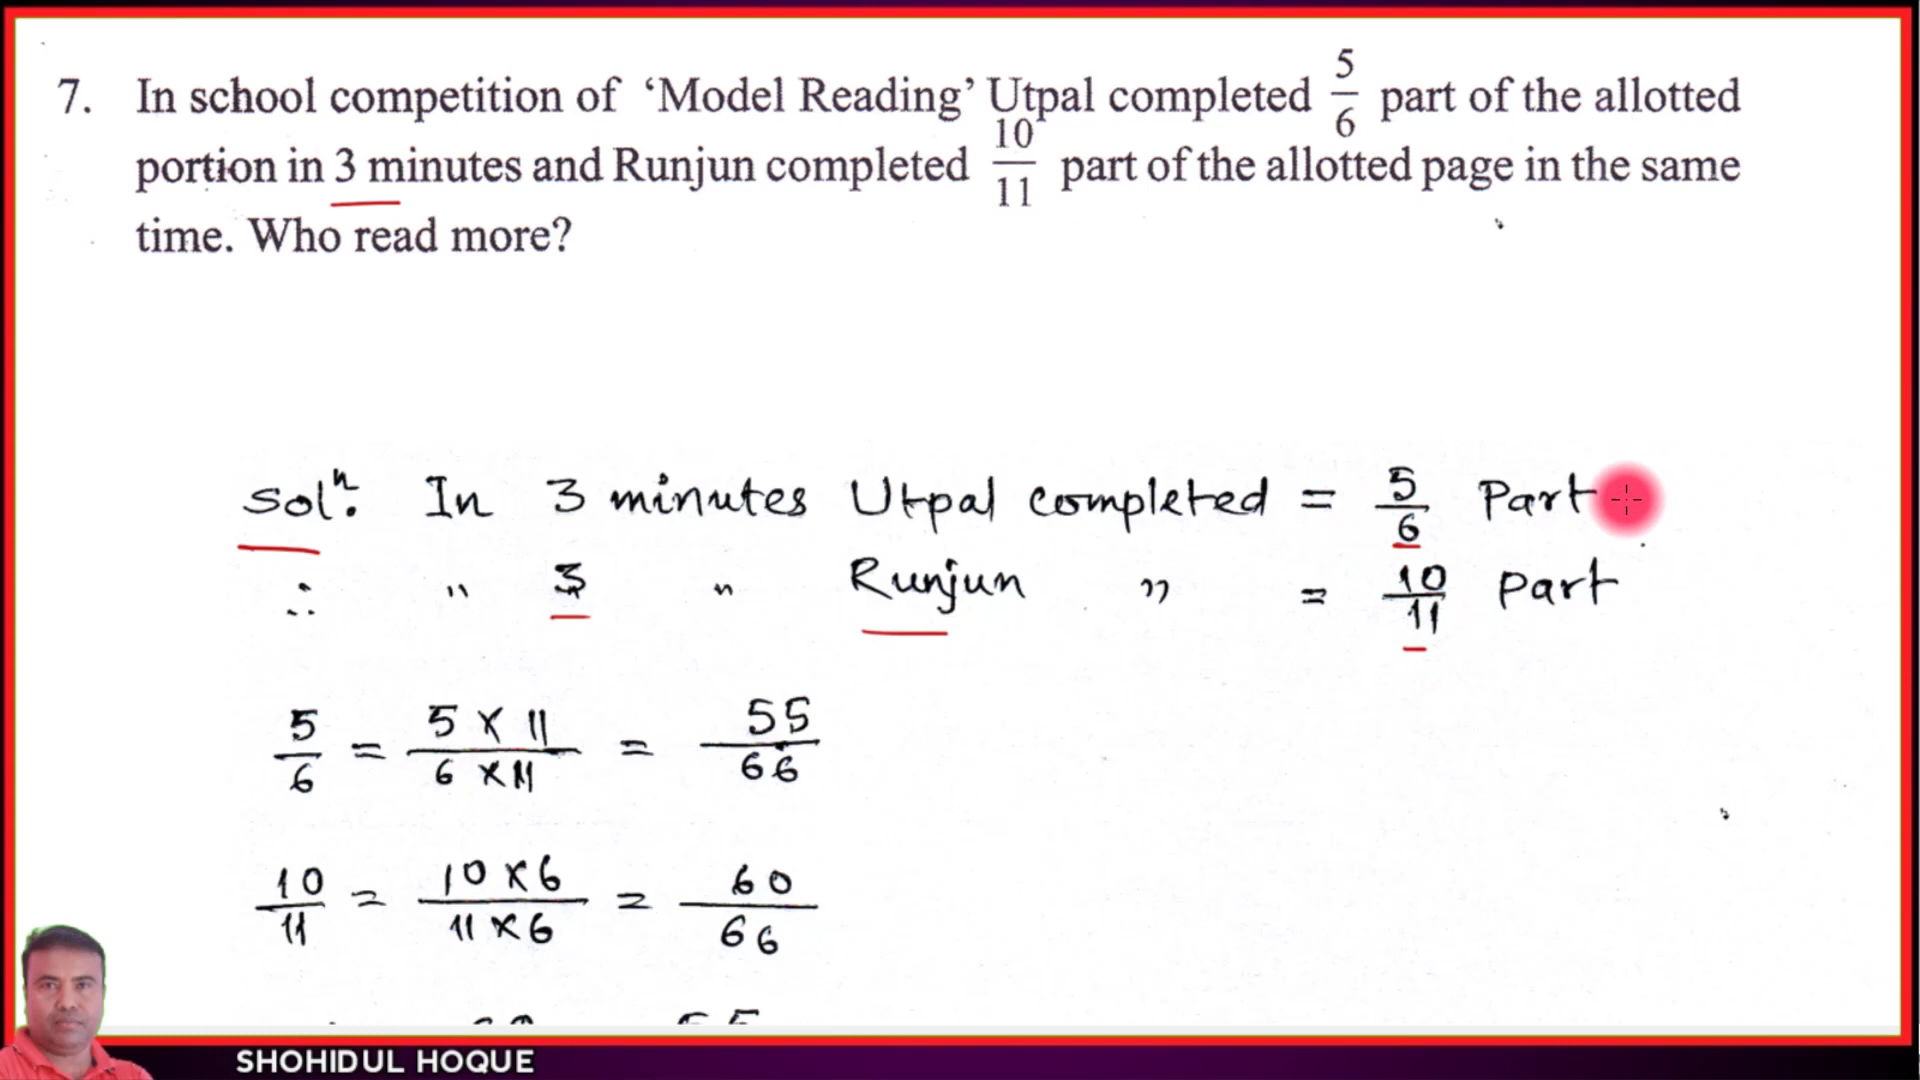 7. In school competition of ‘Model Reading’ Utpal completed 5/6 part of the allotted
portion in 3 minutes and Runjun completed 10/11 part of the allotted page in the same
time. Who read more?
Solⁿ. In 3 minutes Utpal completed = 5/6 Part
∴ " 3 " Runjun " = 10/11 Part
5/6 = 5 × 11 / 6 × 11 = 55/66
10/11 = 10 × 6 / 11 × 6 = 60/66
SHOHIDUL HOQUE